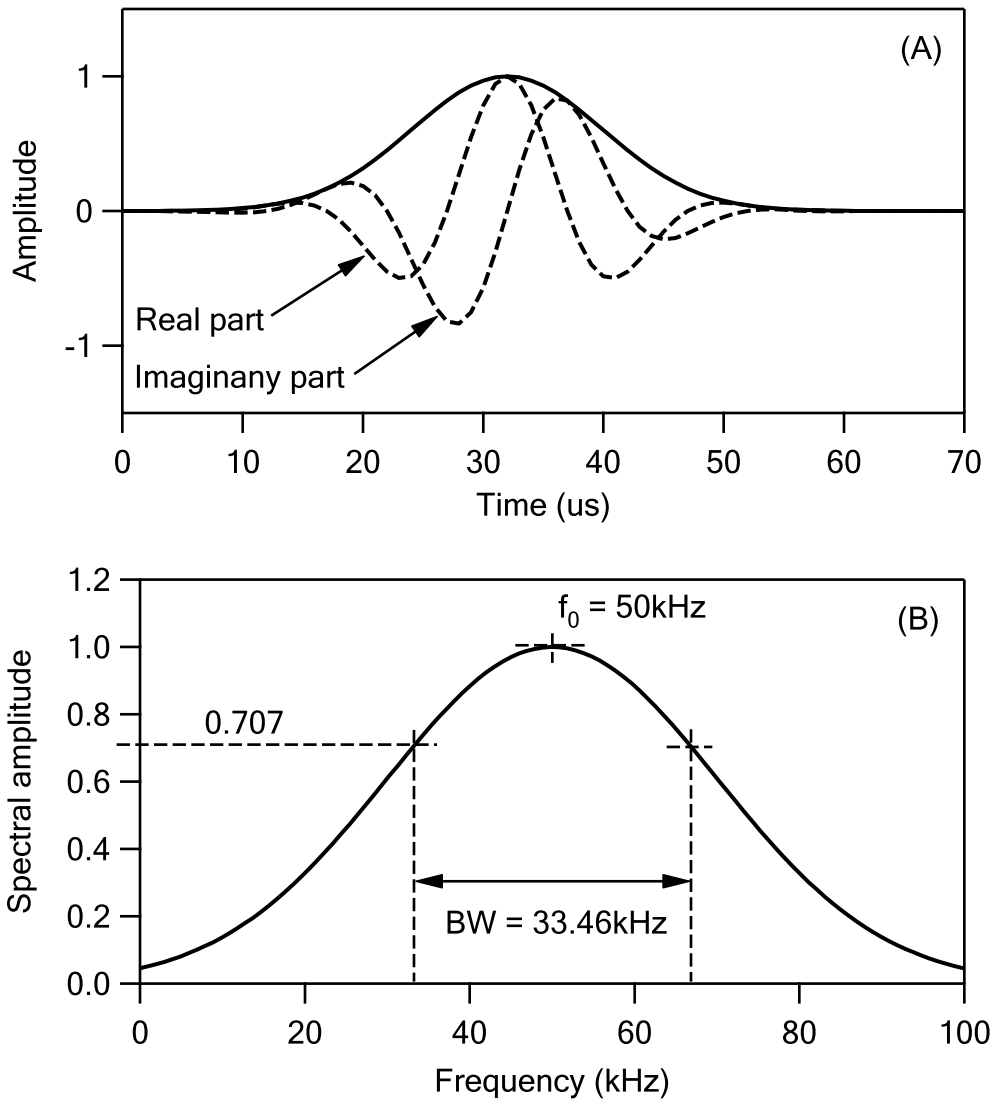 (A)
1
0
-1
Amplitude
Real part
Imaginany part
0 10 20 30 40 50 60 70
Time (us)
1.2
1.0
0.8
0.6
0.4
0.2
0.0
Spectral amplitude
f0 = 50kHz
(B)
0.707
BW = 33.46kHz
0 20 40 60 80 100
Frequency (kHz)